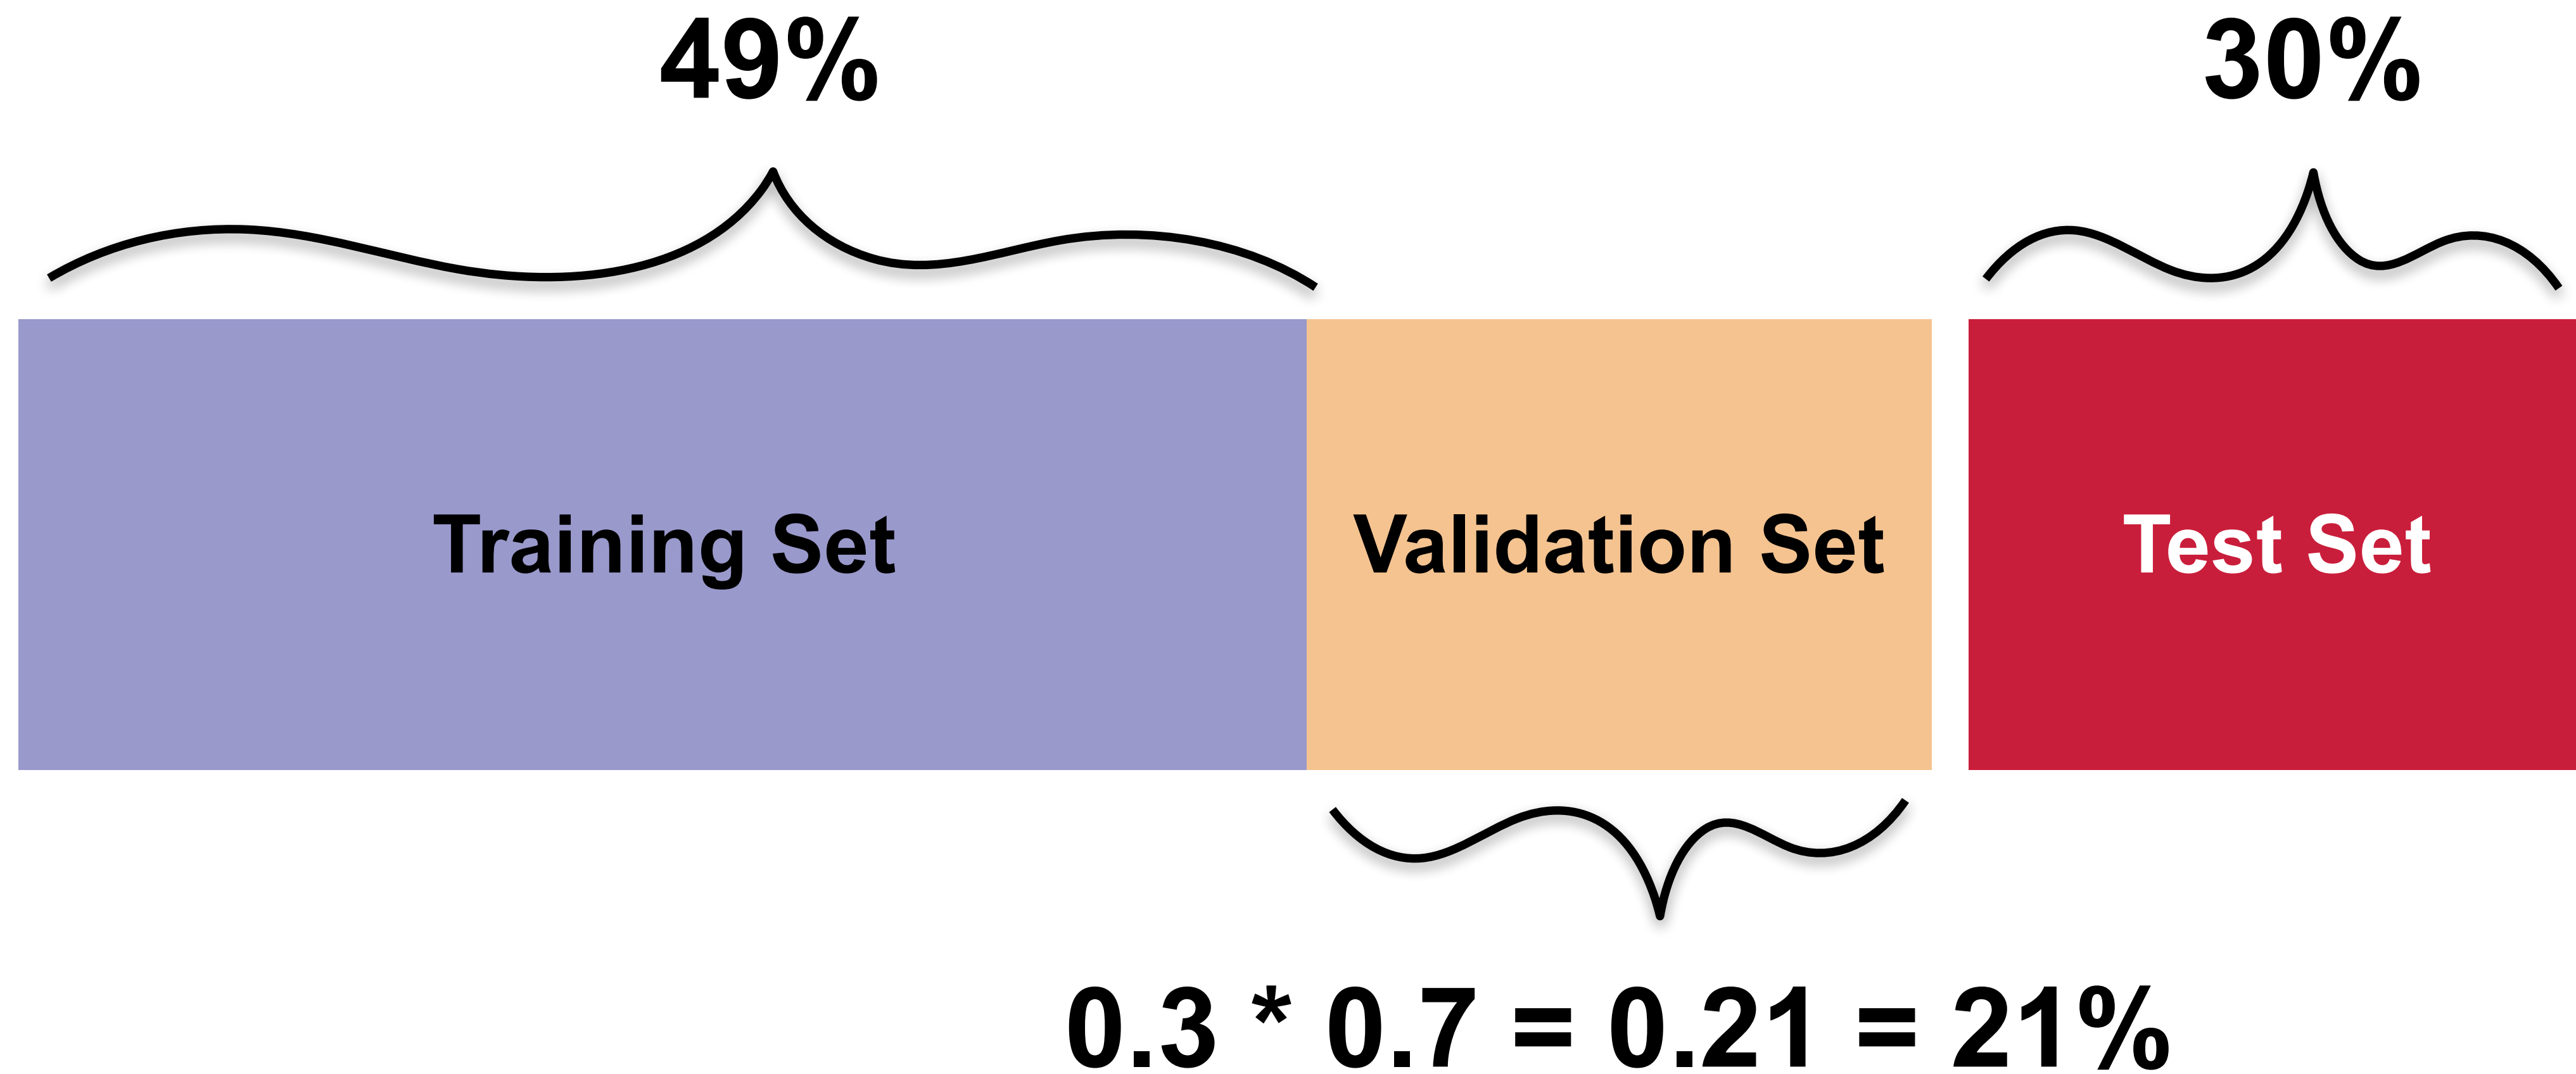 49%
30%
Training Set
Validation Set
Test Set
0.3 * 0.7 = 0.21 = 21%